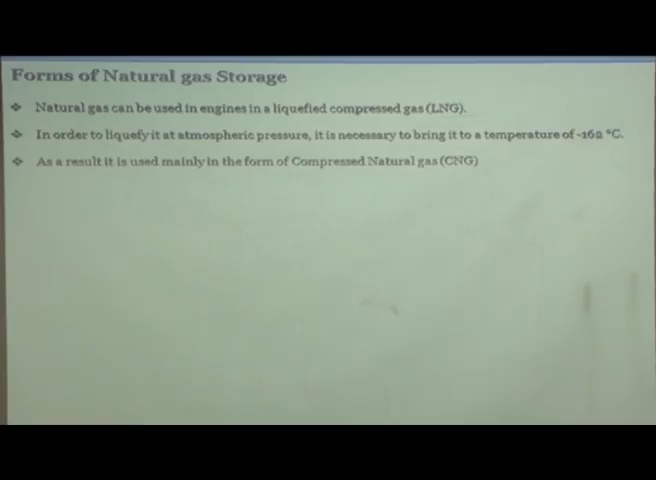 Forms of Natural gas Storage
❖ Natural gas can be used in engines in a liquefied compressed gas (LNG).
❖ In order to liquefy it at atmospheric pressure, it is necessary to bring it to a temperature of -162 °C.
❖ As a result it is used mainly in the form of Compressed Natural gas (CNG)